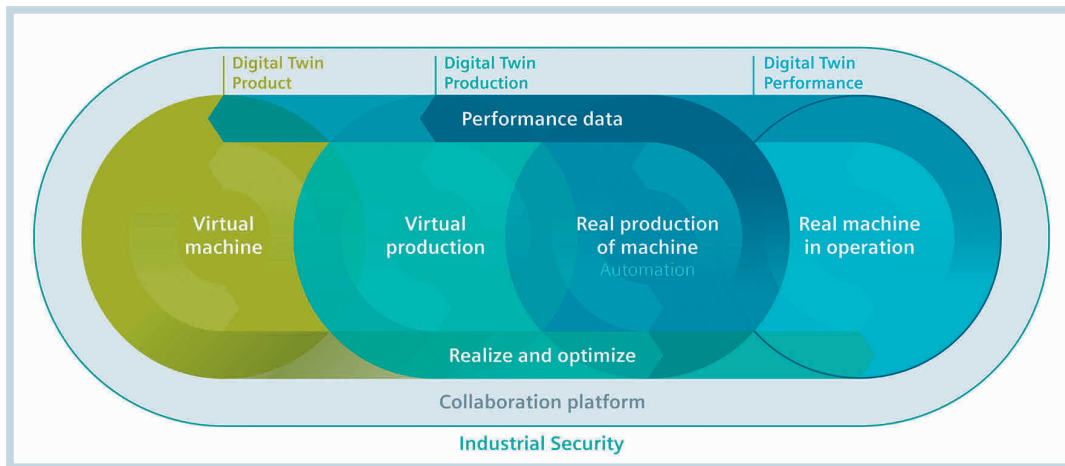 Digital Twin
Product
Digital Twin
Production
Digital Twin
Performance
Performance data
Virtual
machine
Virtual
production
Real production
of machine
Automation
Real machine
in operation
Realize and optimize
Collaboration platform
Industrial Security